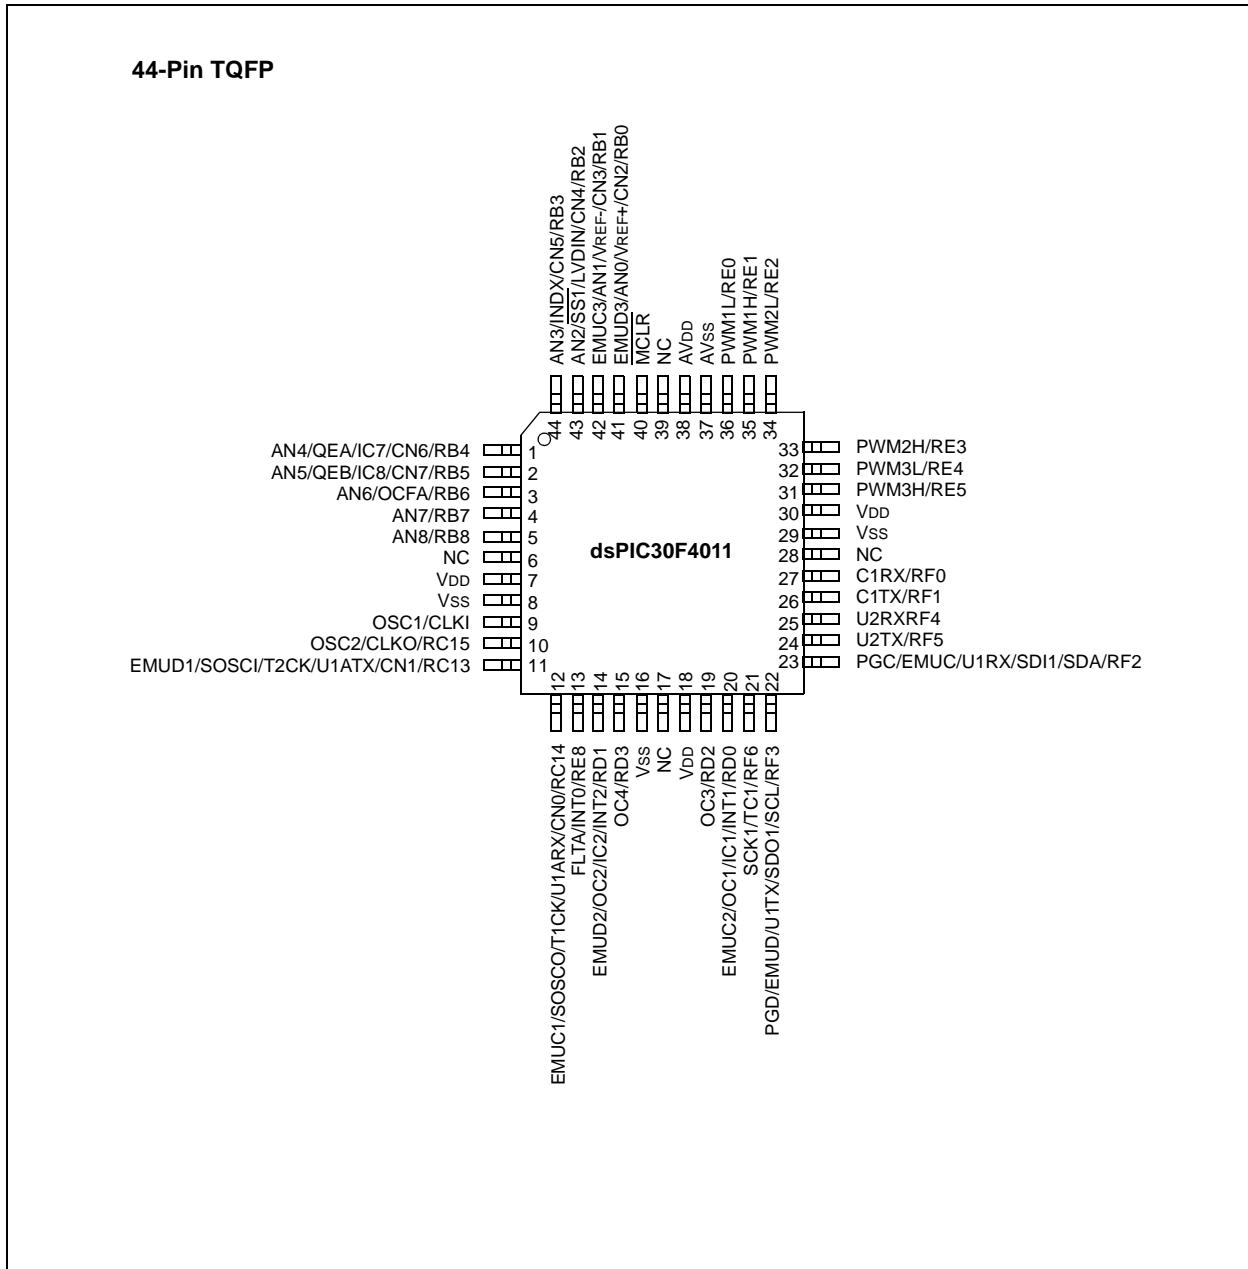 44-Pin TQFP
AN3/INDX/CN5/RB3
AN2/SS1/LVDIN/CN4/RB2
EMUC3/AN1/VREF-/CN3/RB1
EMUD3/AN0/VREF+/CN2/RB0
MCLR
NC
AVDD
AVSS
PWM1L/RE0
PWM1H/RE1
PWM2L/RE2
44
43
42
41
40
39
38
37
36
35
34
AN4/QEA/IC7/CN6/RB4 1
AN5/QEB/IC8/CN7/RB5 2
AN6/OCFA/RB6 3
AN7/RB7 4
AN8/RB8 5
NC 6
VDD 7
VSS 8
OSC1/CLKI 9
OSC2/CLKO/RC15 10
EMUD1/SOSCI/T2CK/U1ATX/CN1/RC13 11
dsPIC30F4011
33 PWM2H/RE3
32 PWM3L/RE4
31 PWM3H/RE5
30 VDD
29 VSS
28 NC
27 C1RX/RF0
26 C1TX/RF1
25 U2RXRF4
24 U2TX/RF5
23 PGC/EMUC/U1RX/SDI1/SDA/RF2
12
13
14
15
16
17
18
19
20
21
22
EMUC1/SOSCO/T1CK/U1ARX/CN0/RC14
FLTA/INT0/RE8
EMUD2/OC2/IC2/INT2/RD1
OC4/RD3
VSS
NC
VDD
OC3/RD2
EMUC2/OC1/IC1/INT1/RD0
SCK1/TC1/RF6
PGD/EMUD/U1TX/SDO1/SCL/RF3